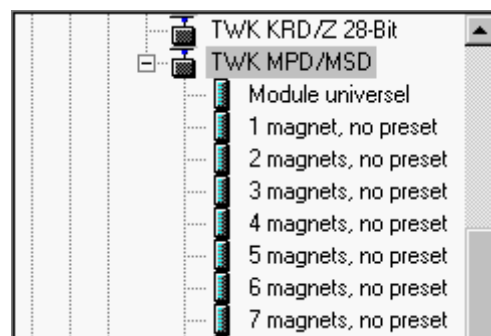 TWK KRD/Z 28-Bit
TWK MPD/MSD
Module universel
1 magnet, no preset
2 magnets, no preset
3 magnets, no preset
4 magnets, no preset
5 magnets, no preset
6 magnets, no preset
7 magnets, no preset